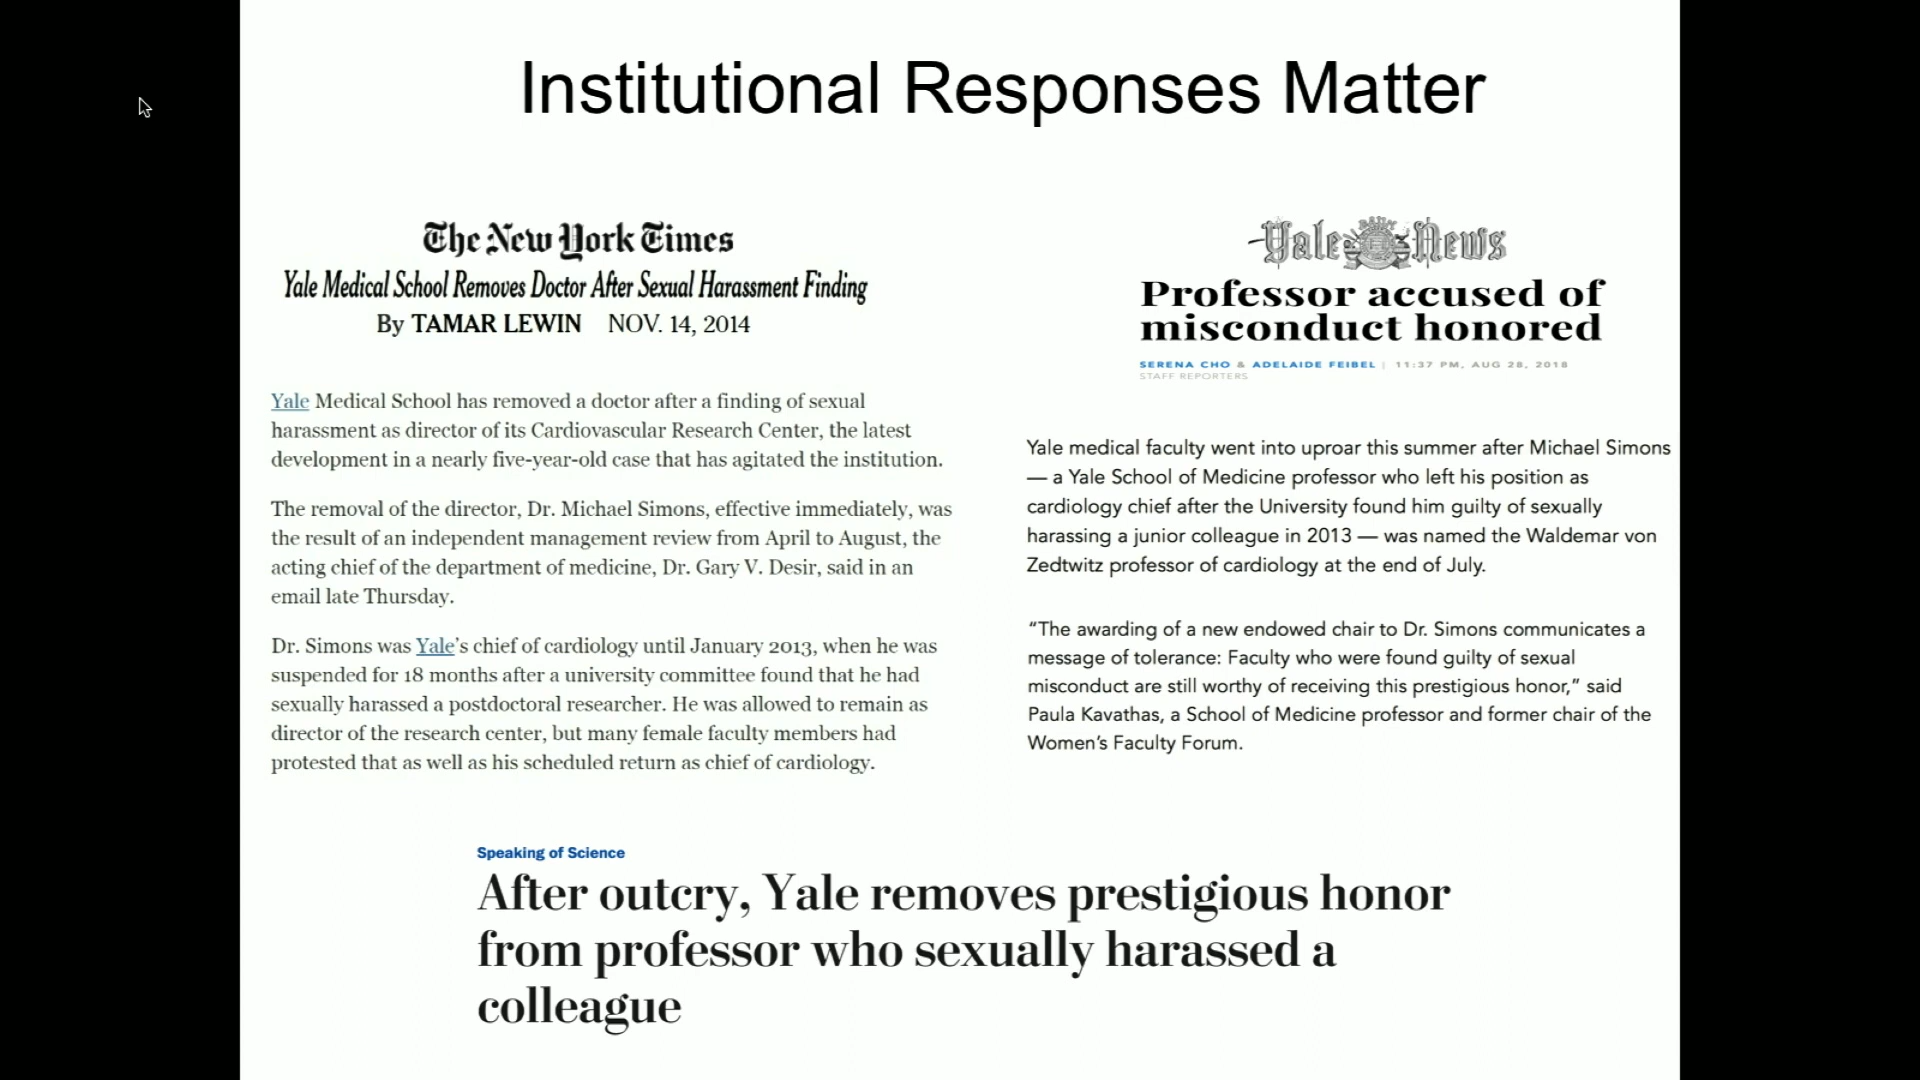 Institutional Responses Matter
The New York Times
Yale Medical School Removes Doctor After Sexual Harassment Finding
By TAMAR LEWIN NOV. 14, 2014
Yale Medical School has removed a doctor after a finding of sexual
harassment as director of its Cardiovascular Research Center, the latest
development in a nearly five-year-old case that has agitated the institution.
The removal of the director, Dr. Michael Simons, effective immediately, was
the result of an independent management review from April to August, the
acting chief of the department of medicine, Dr. Gary V. Desir, said in an
email late Thursday.
Dr. Simons was Yale's chief of cardiology until January 2013, when he was
suspended for 18 months after a university committee found that he had
sexually harassed a postdoctoral researcher. He was allowed to remain as
director of the research center, but many female faculty members had
protested that as well as his scheduled return as chief of cardiology.
Yale News
Professor accused of
misconduct honored
SERENA CHO & ADELAIDE FEIBEL | 11:37 PM, AUG 28, 2018
STAFF REPORTERS
Yale medical faculty went into uproar this summer after Michael Simons
— a Yale School of Medicine professor who left his position as
cardiology chief after the University found him guilty of sexually
harassing a junior colleague in 2013 — was named the Waldemar von
Zedtwitz professor of cardiology at the end of July.
“The awarding of a new endowed chair to Dr. Simons communicates a
message of tolerance: Faculty who were found guilty of sexual
misconduct are still worthy of receiving this prestigious honor,” said
Paula Kavathas, a School of Medicine professor and former chair of the
Women’s Faculty Forum.
Speaking of Science
After outcry, Yale removes prestigious honor
from professor who sexually harassed a
colleague